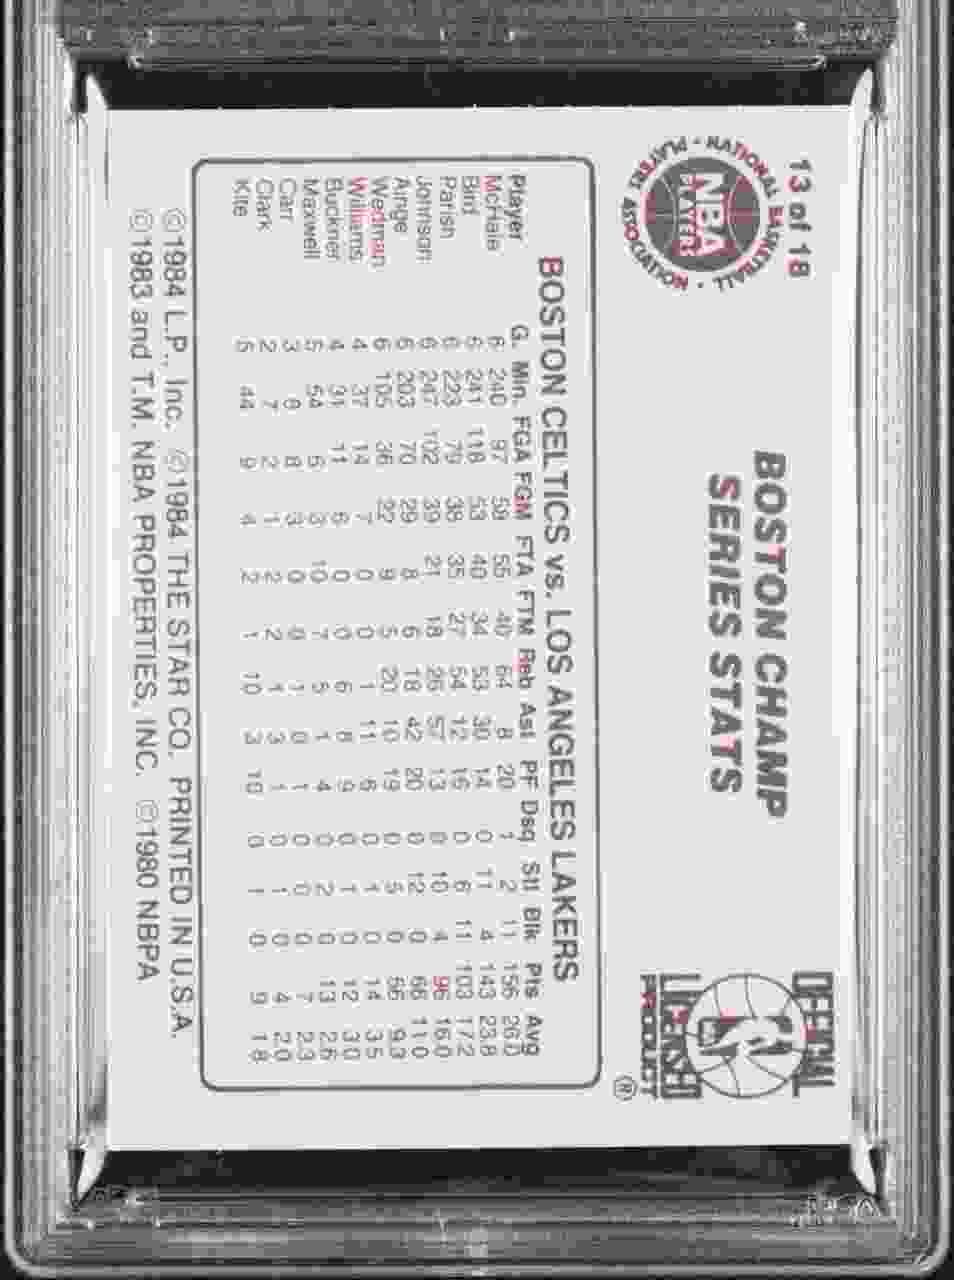 13 of 18
NATIONAL BASKETBALL PLAYERS ASSOCIATION
NBA
PLAYERS
BOSTON CHAMP
SERIES STATS
OFFICIAL
NBA
LICENSED
PRODUCT
®
BOSTON CELTICS vs. LOS ANGELES LAKERS
Player G. Min. FGA FGM FTA FTM Reb Ast PF Dsq Stl Blk Pts Avg
McHale 6 240 97 59 55 40 64 8 20 1 2 11 156 26.0
Bird 6 241 118 53 40 34 53 30 14 0 11 4 143 23.8
Parish 6 223 79 38 35 27 54 12 16 0 6 11 103 17.2
Johnson 6 247 102 39 21 18 26 57 13 0 10 4 96 16.0
Ainge 6 203 70 29 8 6 18 42 20 0 12 0 66 11.0
Wedman 6 105 36 22 9 5 20 10 19 0 5 0 56 9.3
Williams 4 37 14 7 0 0 1 11 6 0 1 0 14 3.5
Buckner 4 31 11 6 0 0 6 8 9 0 1 0 12 3.0
Maxwell 5 54 6 3 10 7 5 1 4 0 2 0 13 2.6
Carr 3 8 8 3 0 0 1 0 1 0 0 0 7 2.3
Clark 2 7 2 1 2 2 1 3 1 0 1 0 4 2.0
Kite 5 44 9 4 2 1 10 3 10 0 1 0 9 1.8
©1984 L.P., Inc. ©1984 THE STAR CO. PRINTED IN U.S.A.
©1983 and T.M. NBA PROPERTIES, INC. ©1980 NBPA